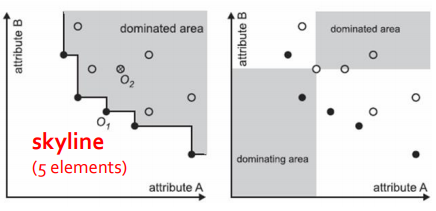 attribute B
dominated area
O2
O1
skyline
(5 elements)
attribute A
attribute B
dominated area
dominating area
attribute A